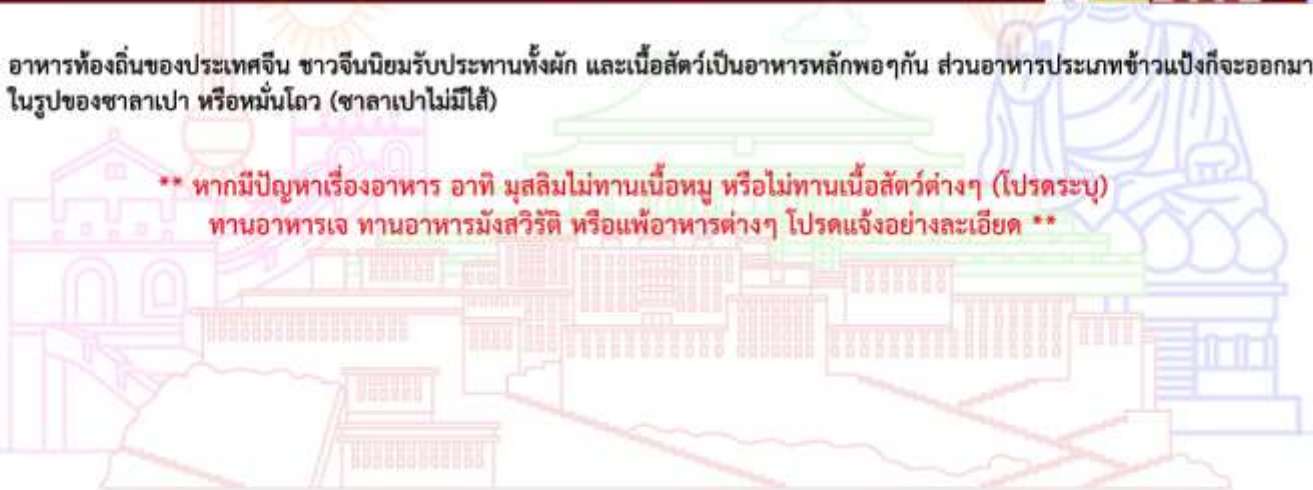 อาหารท้องถิ่นของประเทศจีน ชาวจีนนิยมรับประทานทั้งผัก และเนื้อสัตว์เป็นอาหารหลักพอๆกัน ส่วนอาหารประเภทข้าวแป้งก็จะออกมา
ในรูปของซาลาเปา หรือหมั่นโถว (ซาลาเปาไม่มีไส้)
** หากมีปัญหาเรื่องอาหาร อาทิ มุสลิมไม่ทานเนื้อหมู หรือไม่ทานเนื้อสัตว์ต่างๆ (โปรดระบุ)
ทานอาหารเจ ทานอาหารมังสวิรัติ หรือแพ้อาหารต่างๆ โปรดแจ้งอย่างละเอียด **